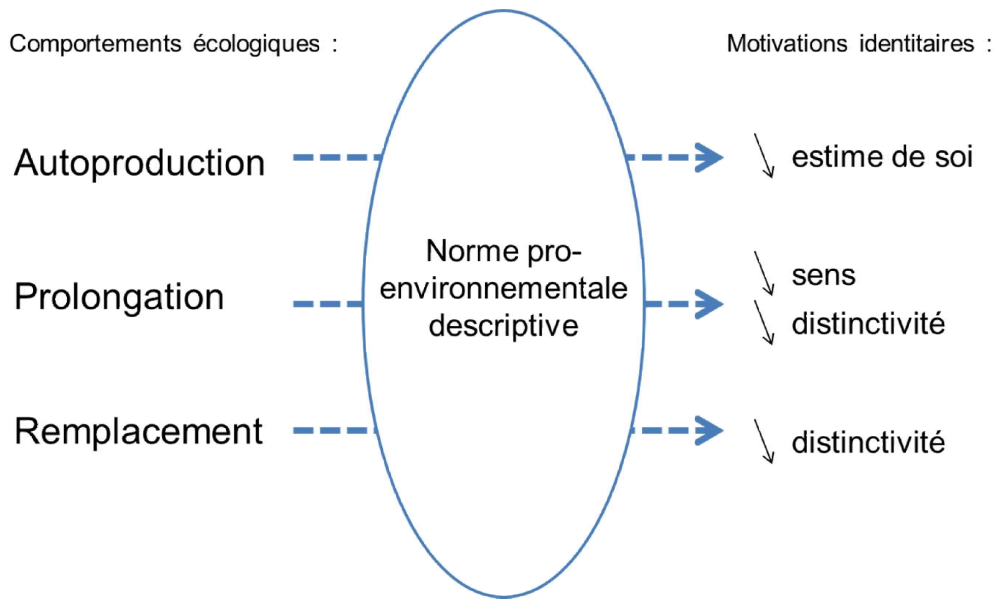 Comportements écologiques :
Motivations identitaires :
Autoproduction
estime de soi
Norme pro-
environnementale
descriptive
Prolongation
sens
distinctivité
Remplacement
distinctivité